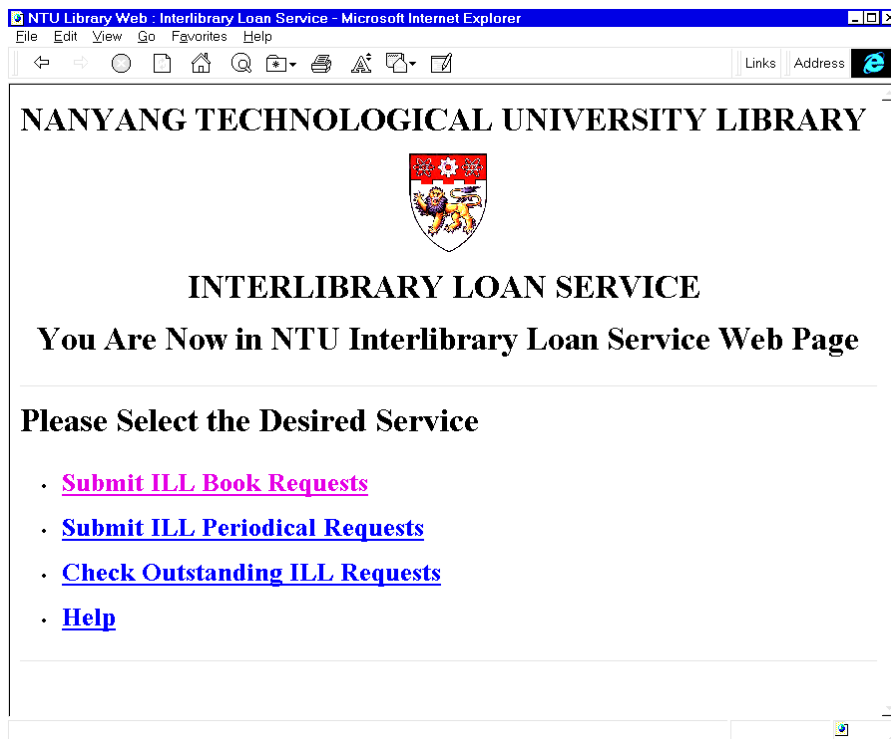 NTU Library Web : Interlibrary Loan Service - Microsoft Internet Explorer
File Edit View Go Favorites Help
Links Address
NANYANG TECHNOLOGICAL UNIVERSITY LIBRARY
INTERLIBRARY LOAN SERVICE
You Are Now in NTU Interlibrary Loan Service Web Page
Please Select the Desired Service
Submit ILL Book Requests
Submit ILL Periodical Requests
Check Outstanding ILL Requests
Help